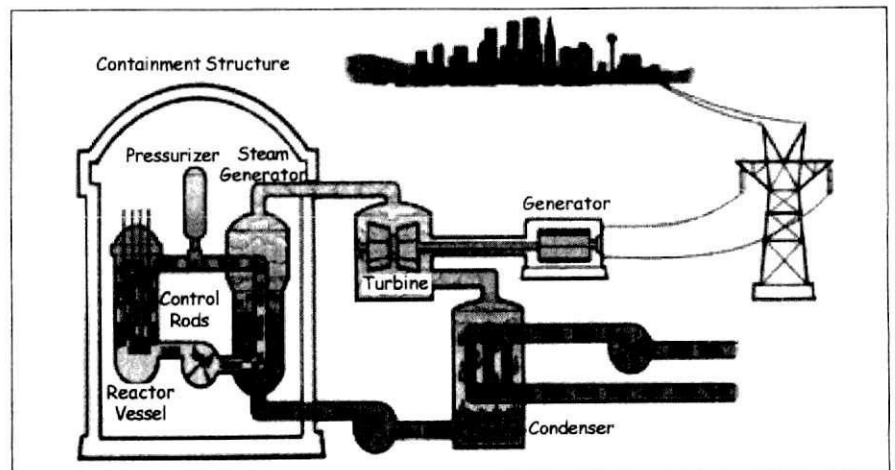 Containment Structure
Pressurizer
Steam
Generator
Generator
Turbine
Control
Rods
Reactor
Vessel
Condenser